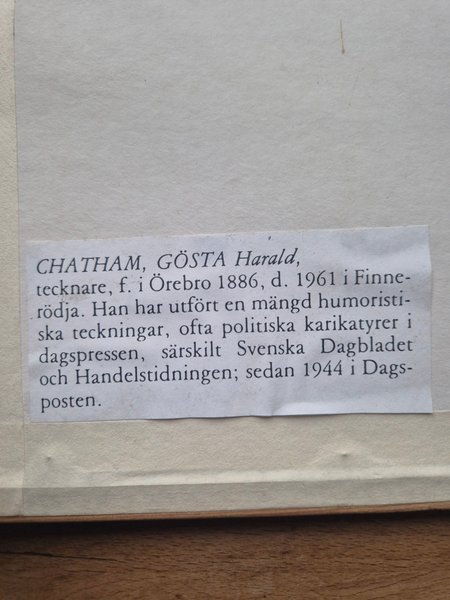 CHATHAM, GÖSTA Harald,
tecknare, f. i Örebro 1886, d. 1961 i Finne-
rödja. Han har utfört en mängd humoristi-
ska teckningar, ofta politiska karikatyrer i
dagspressen, särskilt Svenska Dagbladet
och Handelstidningen; sedan 1944 i Dags-
posten.